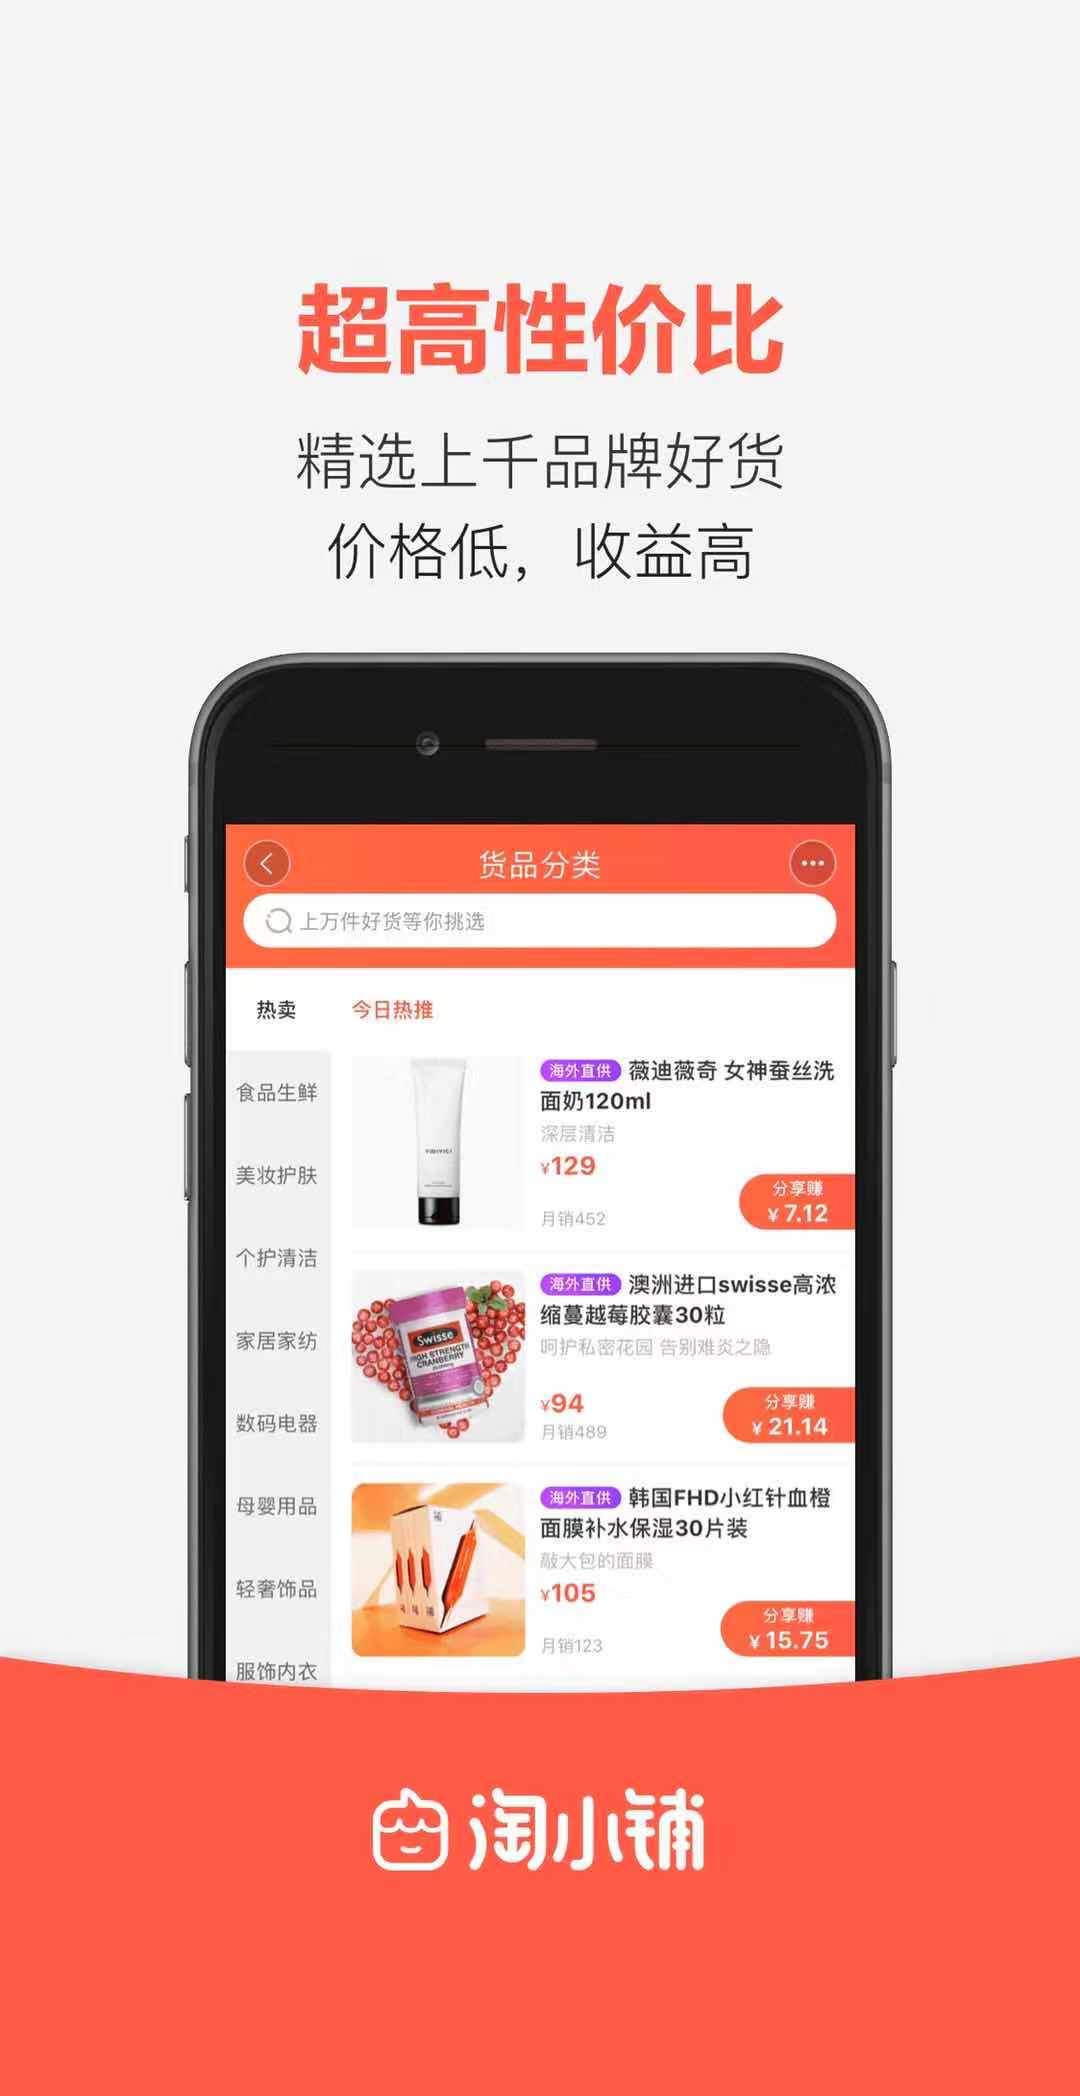 超高性价比
精选上千品牌好货
价格低，收益高
货品分类
上万件好货等你挑选
热卖
今日热推
食品生鲜
美妆护肤
个护清洁
家居家纺
数码电器
母婴用品
轻奢饰品
服饰内衣
海外直供 薇迪薇奇 女神蚕丝洗
面奶120ml
深层清洁
¥129
月销452
分享赚
¥ 7.12
海外直供 澳洲进口swisse高浓
缩蔓越莓胶囊30粒
呵护私密花园 告别难炎之隐
¥94
月销489
分享赚
¥ 21.14
Swisse
HIGH STRENGTH
CRANBERRY
海外直供 韩国FHD小红针血橙
面膜补水保湿30片装
敲大包的面膜
¥105
月销123
分享赚
¥ 15.75
淘小铺